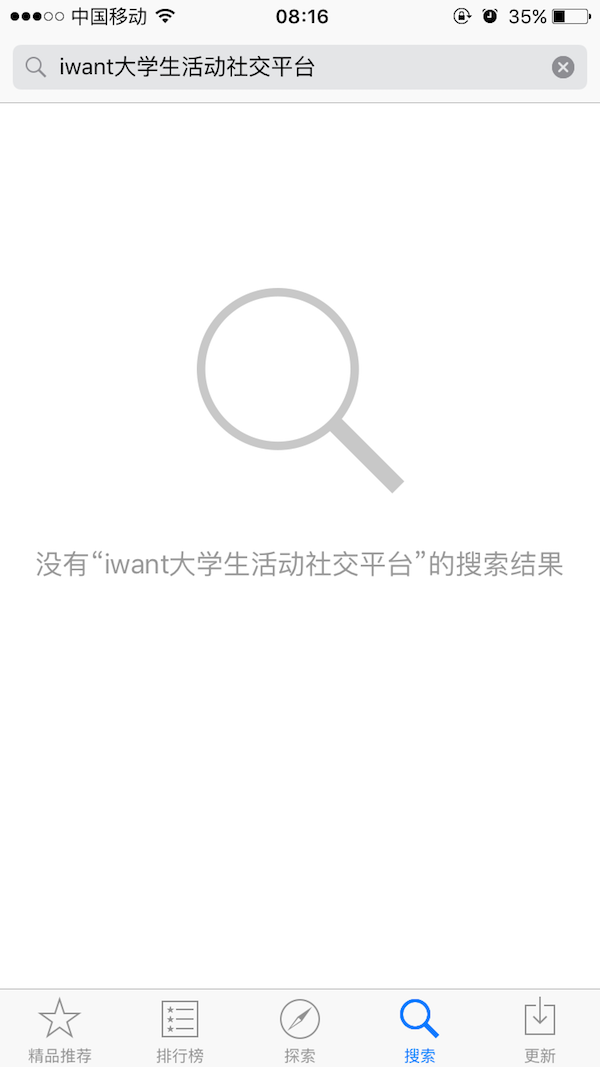 中国移动 08:16 35%
iwant大学生活动社交平台
没有“iwant大学生活动社交平台”的搜索结果
精品推荐 排行榜 探索 搜索 更新